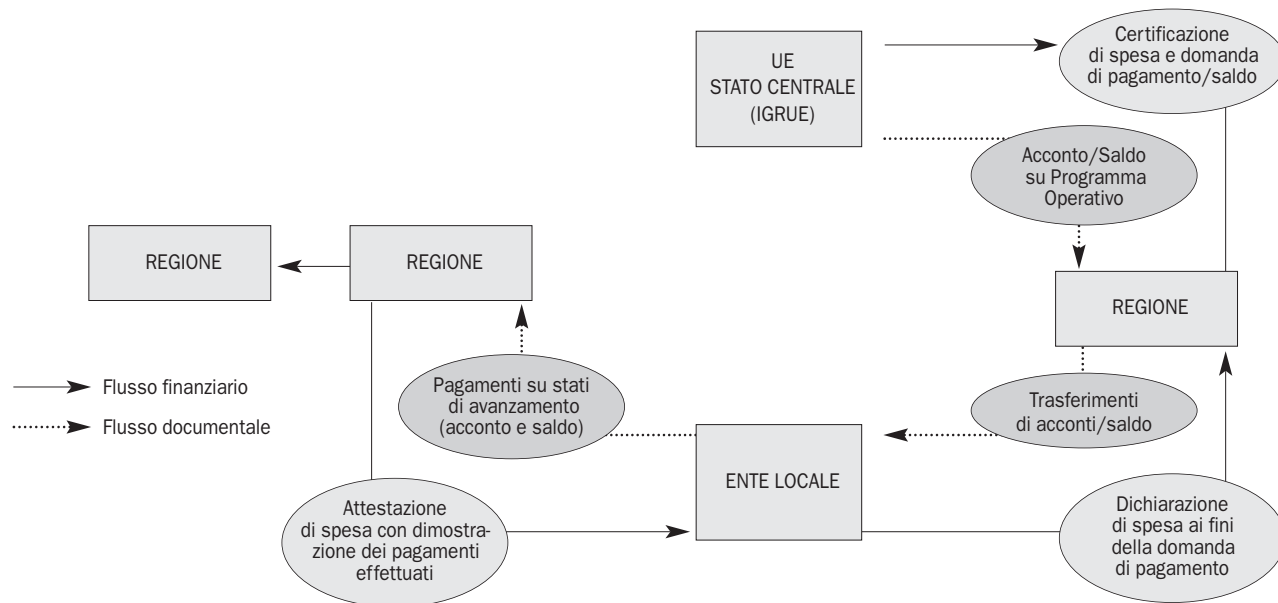 UE
STATO CENTRALE
(IGRUE)
Certificazione
di spesa e domanda
di pagamento/saldo
Acconto/Saldo
su Programma
Operativo
REGIONE
REGIONE
REGIONE
Flusso finanziario
Flusso documentale
Pagamenti su stati
di avanzamento
(acconto e saldo)
Trasferimenti
di acconti/saldo
ENTE LOCALE
Attestazione
di spesa con dimostra-
zione dei pagamenti
effettuati
Dichiarazione
di spesa ai fini
della domanda
di pagamento